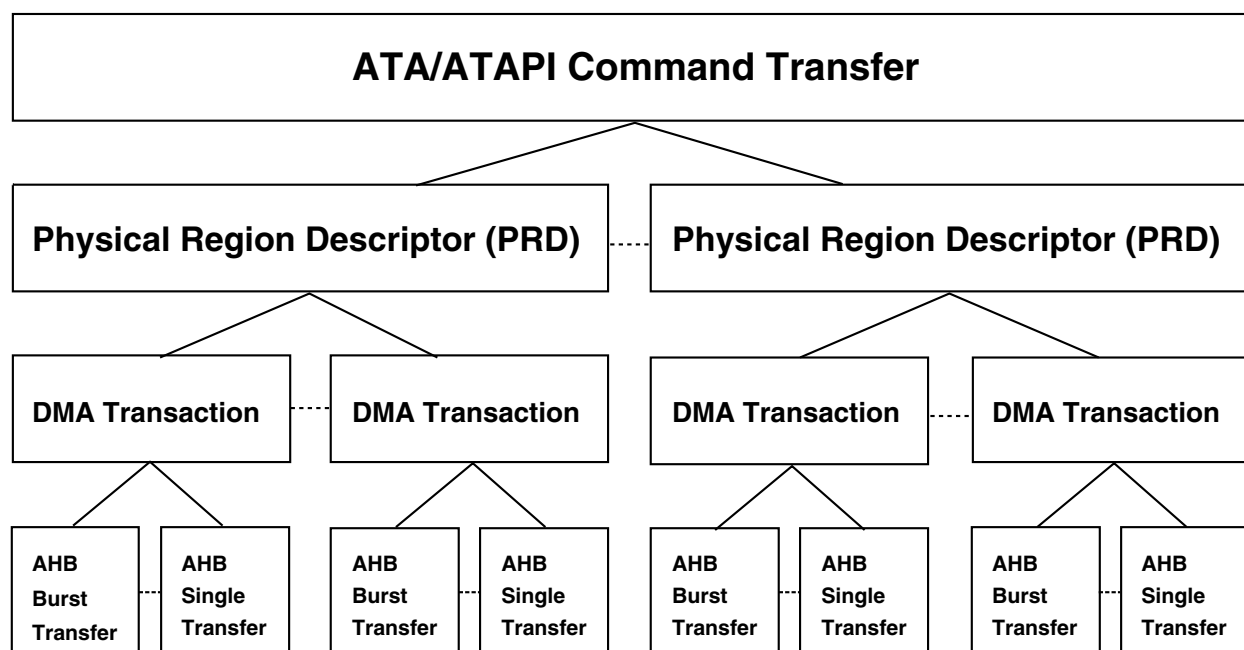 ATA/ATAPI Command Transfer
Physical Region Descriptor (PRD)
Physical Region Descriptor (PRD)
DMA Transaction
DMA Transaction
DMA Transaction
DMA Transaction
AHB
Burst
Transfer
AHB
Single
Transfer
AHB
Burst
Transfer
AHB
Single
Transfer
AHB
Burst
Transfer
AHB
Single
Transfer
AHB
Burst
Transfer
AHB
Single
Transfer